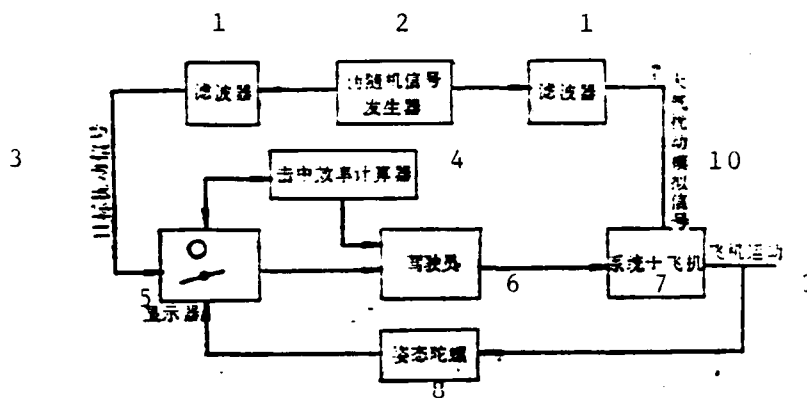 1
2
1
滤波器
伪随机信号
发生器
滤波器
3
目标扰动信号
击中效率计算器
4
大气扰动模拟信号
10
驾驶员
6
系统+飞机
7
飞机运动
5
显示器
姿态陀螺
8